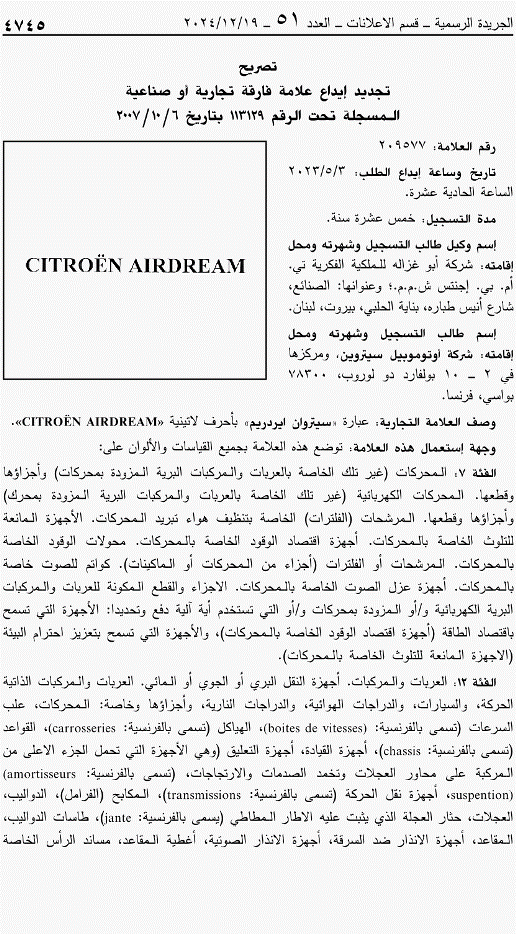 الجريدة الرسمية ــ قسم الاعلانات ــ العدد ٥١ ــ ٢٠٢٤/١٢/١٩
٤٧٤٥
تصريح
تجديد إيداع علامة فارقة تجارية أو صناعية
المسجلة تحت الرقم ١١٣١٢٩ بتاريخ ٢٠٠٧/١٠/٦
CITROËN AIRDREAM
رقم العلامة: ٢٠٩٥٧٧
تاريخ وساعة إيداع الطلب: ٢٠٢٣/٥/٣
الساعة الحادية عشرة.
مدة التسجيل: خمس عشرة سنة.
إسم وكيل طالب التسجيل وشهرته ومحل
إقامته: شركة أبو غزاله للملكية الفكرية تي.
أم. بي. إجنتس ش.م.م.؛ وعنوانها: الصنائع،
شارع أنيس طباره، بناية الحلبي، بيروت، لبنان.
إسم طالب التسجيل وشهرته ومحل
إقامته: شركة أوتوموبيل سيتروين، ومركزها
في ٢ ــ ١٠ بولفارد دو لوروب، ٧٨٣٠٠
بواسي، فرنسا.
وصف العلامة التجارية: عبارة «سيتروان ايردريم» بأحرف لاتينية «CITROËN AIRDREAM».
وجهة إستعمال هذه العلامة: توضع هذه العلامة بجميع القياسات والألوان على:
الفئة ٧: المحركات (غير تلك الخاصة بالعربات والمركبات البرية المزودة بمحركات) وأجزاؤها
وقطعها. المحركات الكهربائية (غير تلك الخاصة بالعربات والمركبات البرية المزودة بمحرك)
وأجزاؤها وقطعها. المرشحات (الفلترات) الخاصة بتنظيف هواء تبريد المحركات. الأجهزة المانعة
للتلوث الخاصة بالمحركات. أجهزة اقتصاد الوقود الخاصة بالمحركات. محولات الوقود الخاصة
بالمحركات. المرشحات أو الفلترات (أجزاء من المحركات أو الماكينات). كواتم للصوت خاصة
بالمحركات. أجهزة عزل الصوت الخاصة بالمحركات. الاجزاء والقطع المكونة للعربات والمركبات
البرية الكهربائية و/أو المزودة بمحركات و/أو التي تستخدم أية آلية دفع وتحديدا: الأجهزة التي تسمح
باقتصاد الطاقة (أجهزة اقتصاد الوقود الخاصة بالمحركات)، والأجهزة التي تسمح بتعزيز احترام البيئة
(الاجهزة المانعة للتلوث الخاصة بالمحركات).
الفئة ١٢: العربات والمركبات. أجهزة النقل البري أو الجوي أو المائي. العربات والمركبات الذاتية
الحركة، والسيارات، والدراجات الهوائية، والدراجات النارية، وأجزاؤها وخاصة: المحركات، علب
السرعات (تسمى بالفرنسية: boites de vitesses)، الهياكل (تسمى بالفرنسية: carrosseries)، القواعد
(تسمى بالفرنسية: chassis)، أجهزة القيادة، أجهزة التعليق (وهي الأجهزة التي تحمل الجزء الاعلى من
المركبة على محاور العجلات وتخمد الصدمات والارتجاجات، (تسمى بالفرنسية: amortisseurs)
suspention)، أجهزة نقل الحركة (تسمى بالفرنسية: transmissions)، المكابح (الفرامل)، الدواليب،
العجلات، حتار العجلة الذي يثبت عليه الاطار المطاطي (يسمى بالفرنسية: jante)، طاسات الدواليب،
المقاعد، أجهزة الانذار ضد السرقة، أجهزة الانذار الصوتية، أغطية المقاعد، مساند الرأس الخاصة